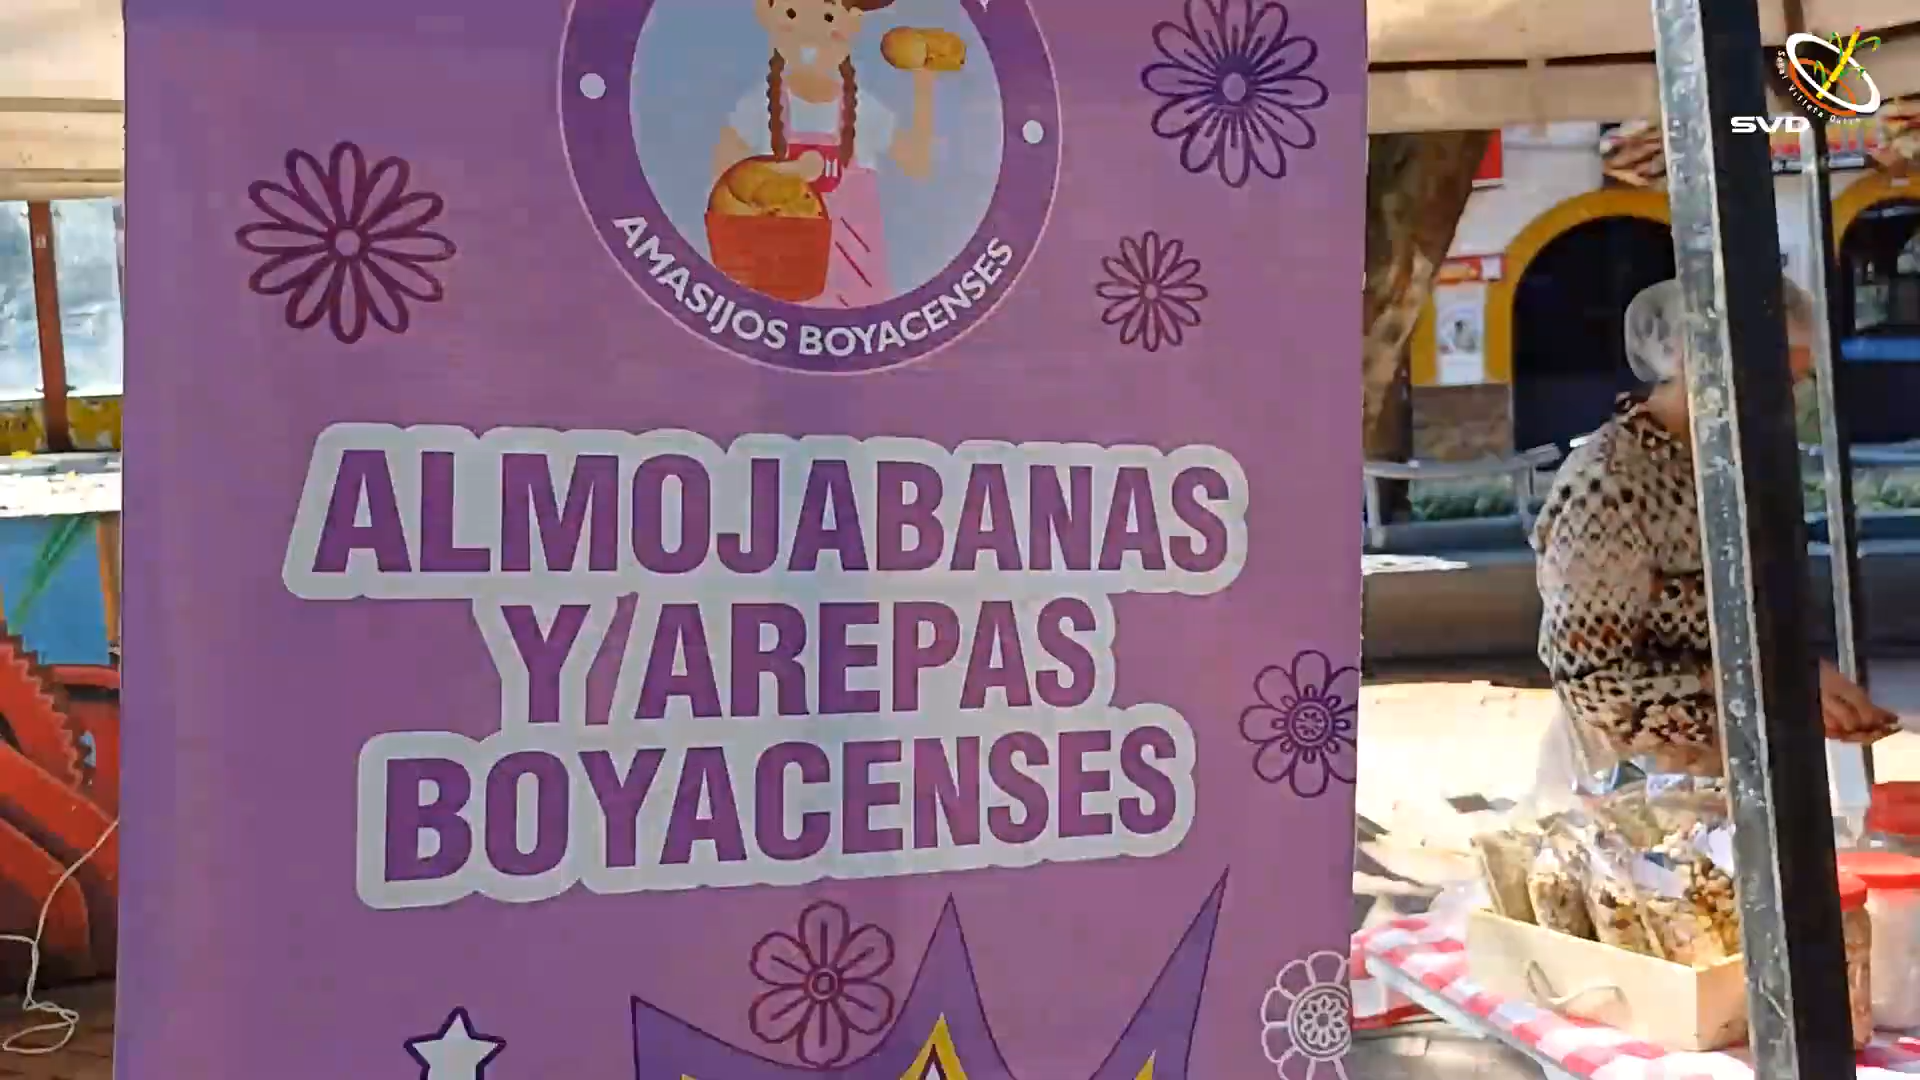 AMASIJOS BOYACENSES
ALMOJABANAS
Y AREPAS
BOYACENSES
SVD